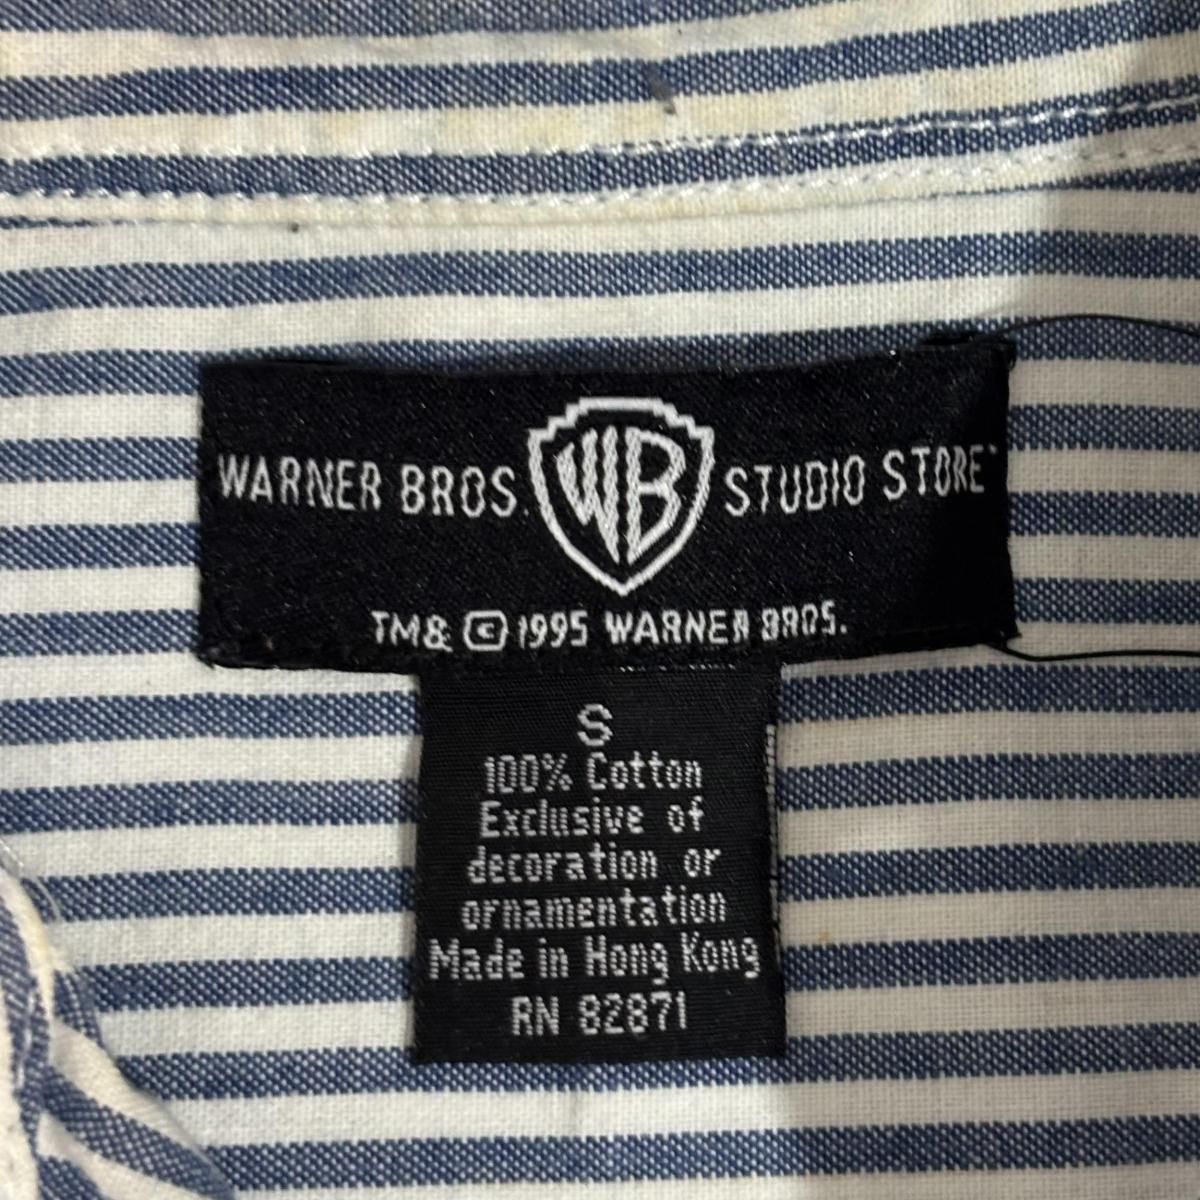 WARNER BROS. WB STUDIO STORE™
TM& © 1995 WARNER BROS.
S
100% Cotton
Exclusive of
decoration or
ornamentation
Made in Hong Kong
RN 82871